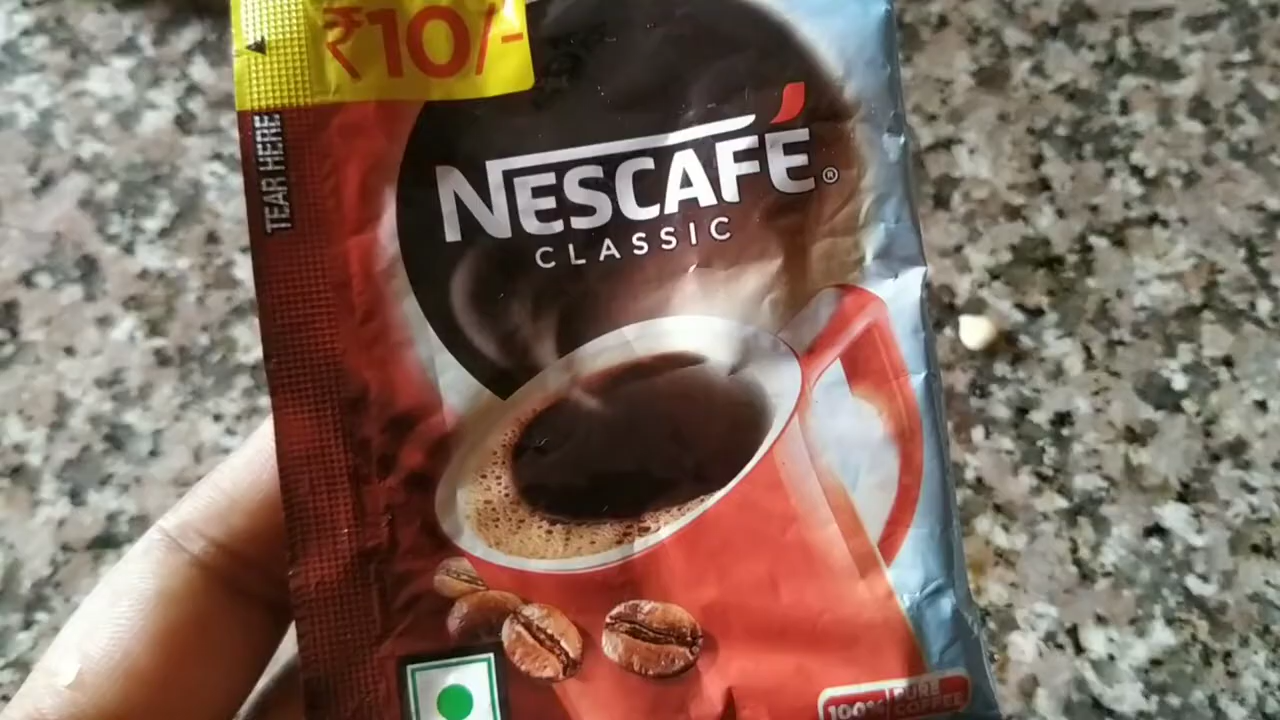 ₹10/-
TEAR HERE
NESCAFÉ®
CLASSIC
100% PURE
COFFEE